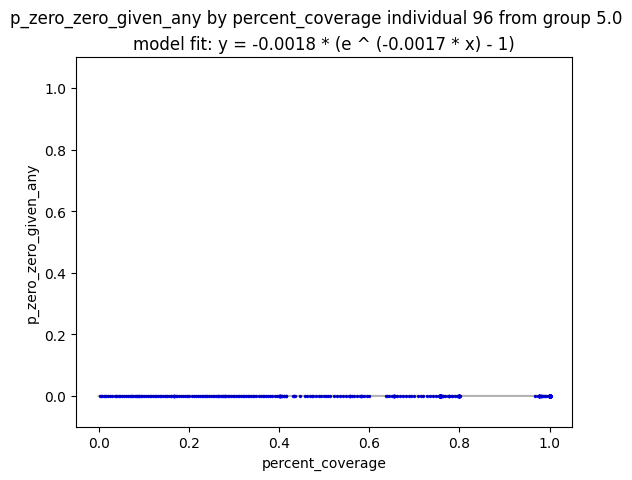 p_zero_zero_given_any by percent_coverage individual 96 from group 5.0
model fit: y = -0.0018 * (e ^ (-0.0017 * x) - 1)
1.0
0.8
0.6
0.4
0.2
0.0
p_zero_zero_given_any
0.0 0.2 0.4 0.6 0.8 1.0
percent_coverage